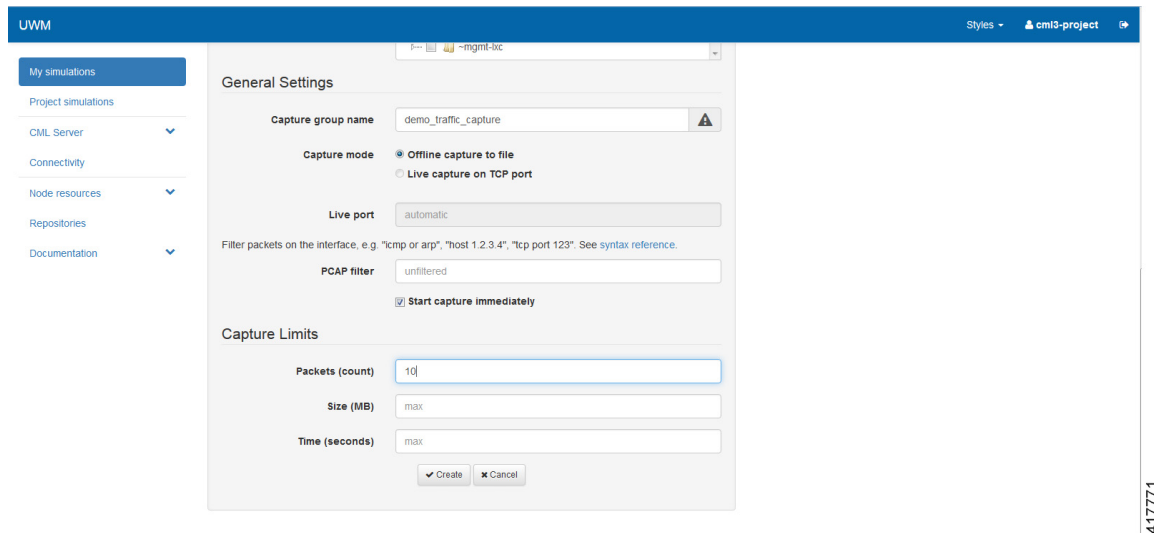 UWM
Styles
cml3-project
My simulations
Project simulations
CML Server
Connectivity
Node resources
Repositories
Documentation
~mgmt-lxc
General Settings
Capture group name
demo_traffic_capture
Capture mode
Offline capture to file
Live capture on TCP port
Live port
automatic
Filter packets on the interface, e.g. "icmp or arp", "host 1.2.3.4", "tcp port 123". See syntax reference.
PCAP filter
unfiltered
Start capture immediately
Capture Limits
Packets (count)
10
Size (MB)
max
Time (seconds)
max
Create
Cancel
417771